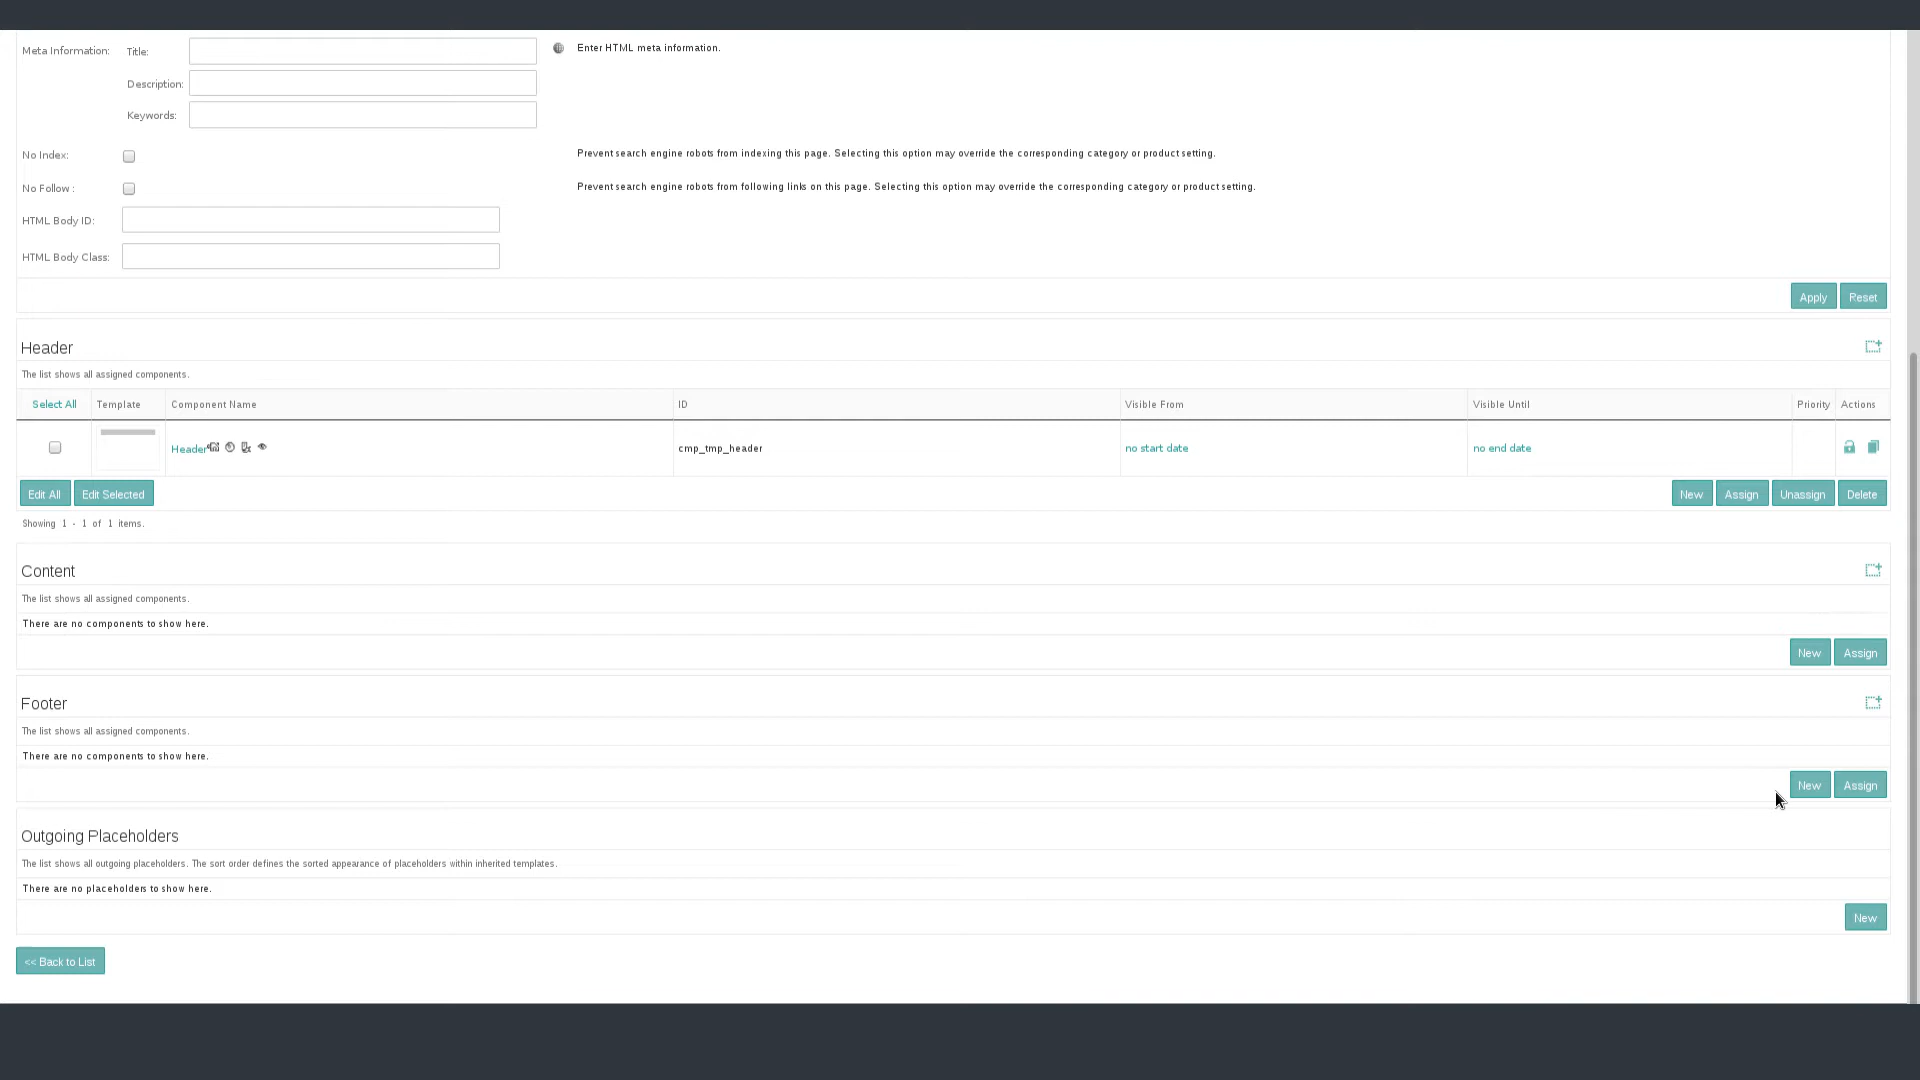 Meta Information: Title: Enter HTML meta information.
Description:
Keywords:
No Index: Prevent search engine robots from indexing this page. Selecting this option may override the corresponding category or product setting.
No Follow : Prevent search engine robots from following links on this page. Selecting this option may override the corresponding category or product setting.
HTML Body ID:
HTML Body Class:
Apply Reset
Header
The list shows all assigned components.
Select All Template Component Name ID Visible From Visible Until Priority Actions
Header cmp_tmp_header no start date no end date
Edit All Edit Selected New Assign Unassign Delete
Showing 1 - 1 of 1 items.
Content
The list shows all assigned components.
There are no components to show here.
New Assign
Footer
The list shows all assigned components.
There are no components to show here.
New Assign
Outgoing Placeholders
The list shows all outgoing placeholders. The sort order defines the sorted appearance of placeholders within inherited templates.
There are no placeholders to show here.
New
<< Back to List